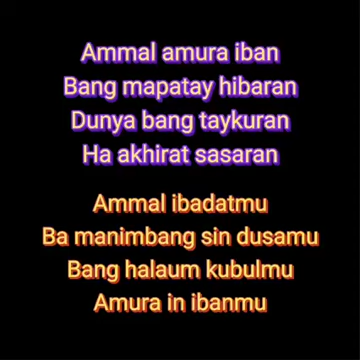 Ammal amura iban
Bang mapatay hibaran
Dunya bang taykuran
Ha akhirat sasaran
Ammal ibadatmu
Ba manimbang sin dusamu
Bang halaum kubulmu
Amura in ibanmu